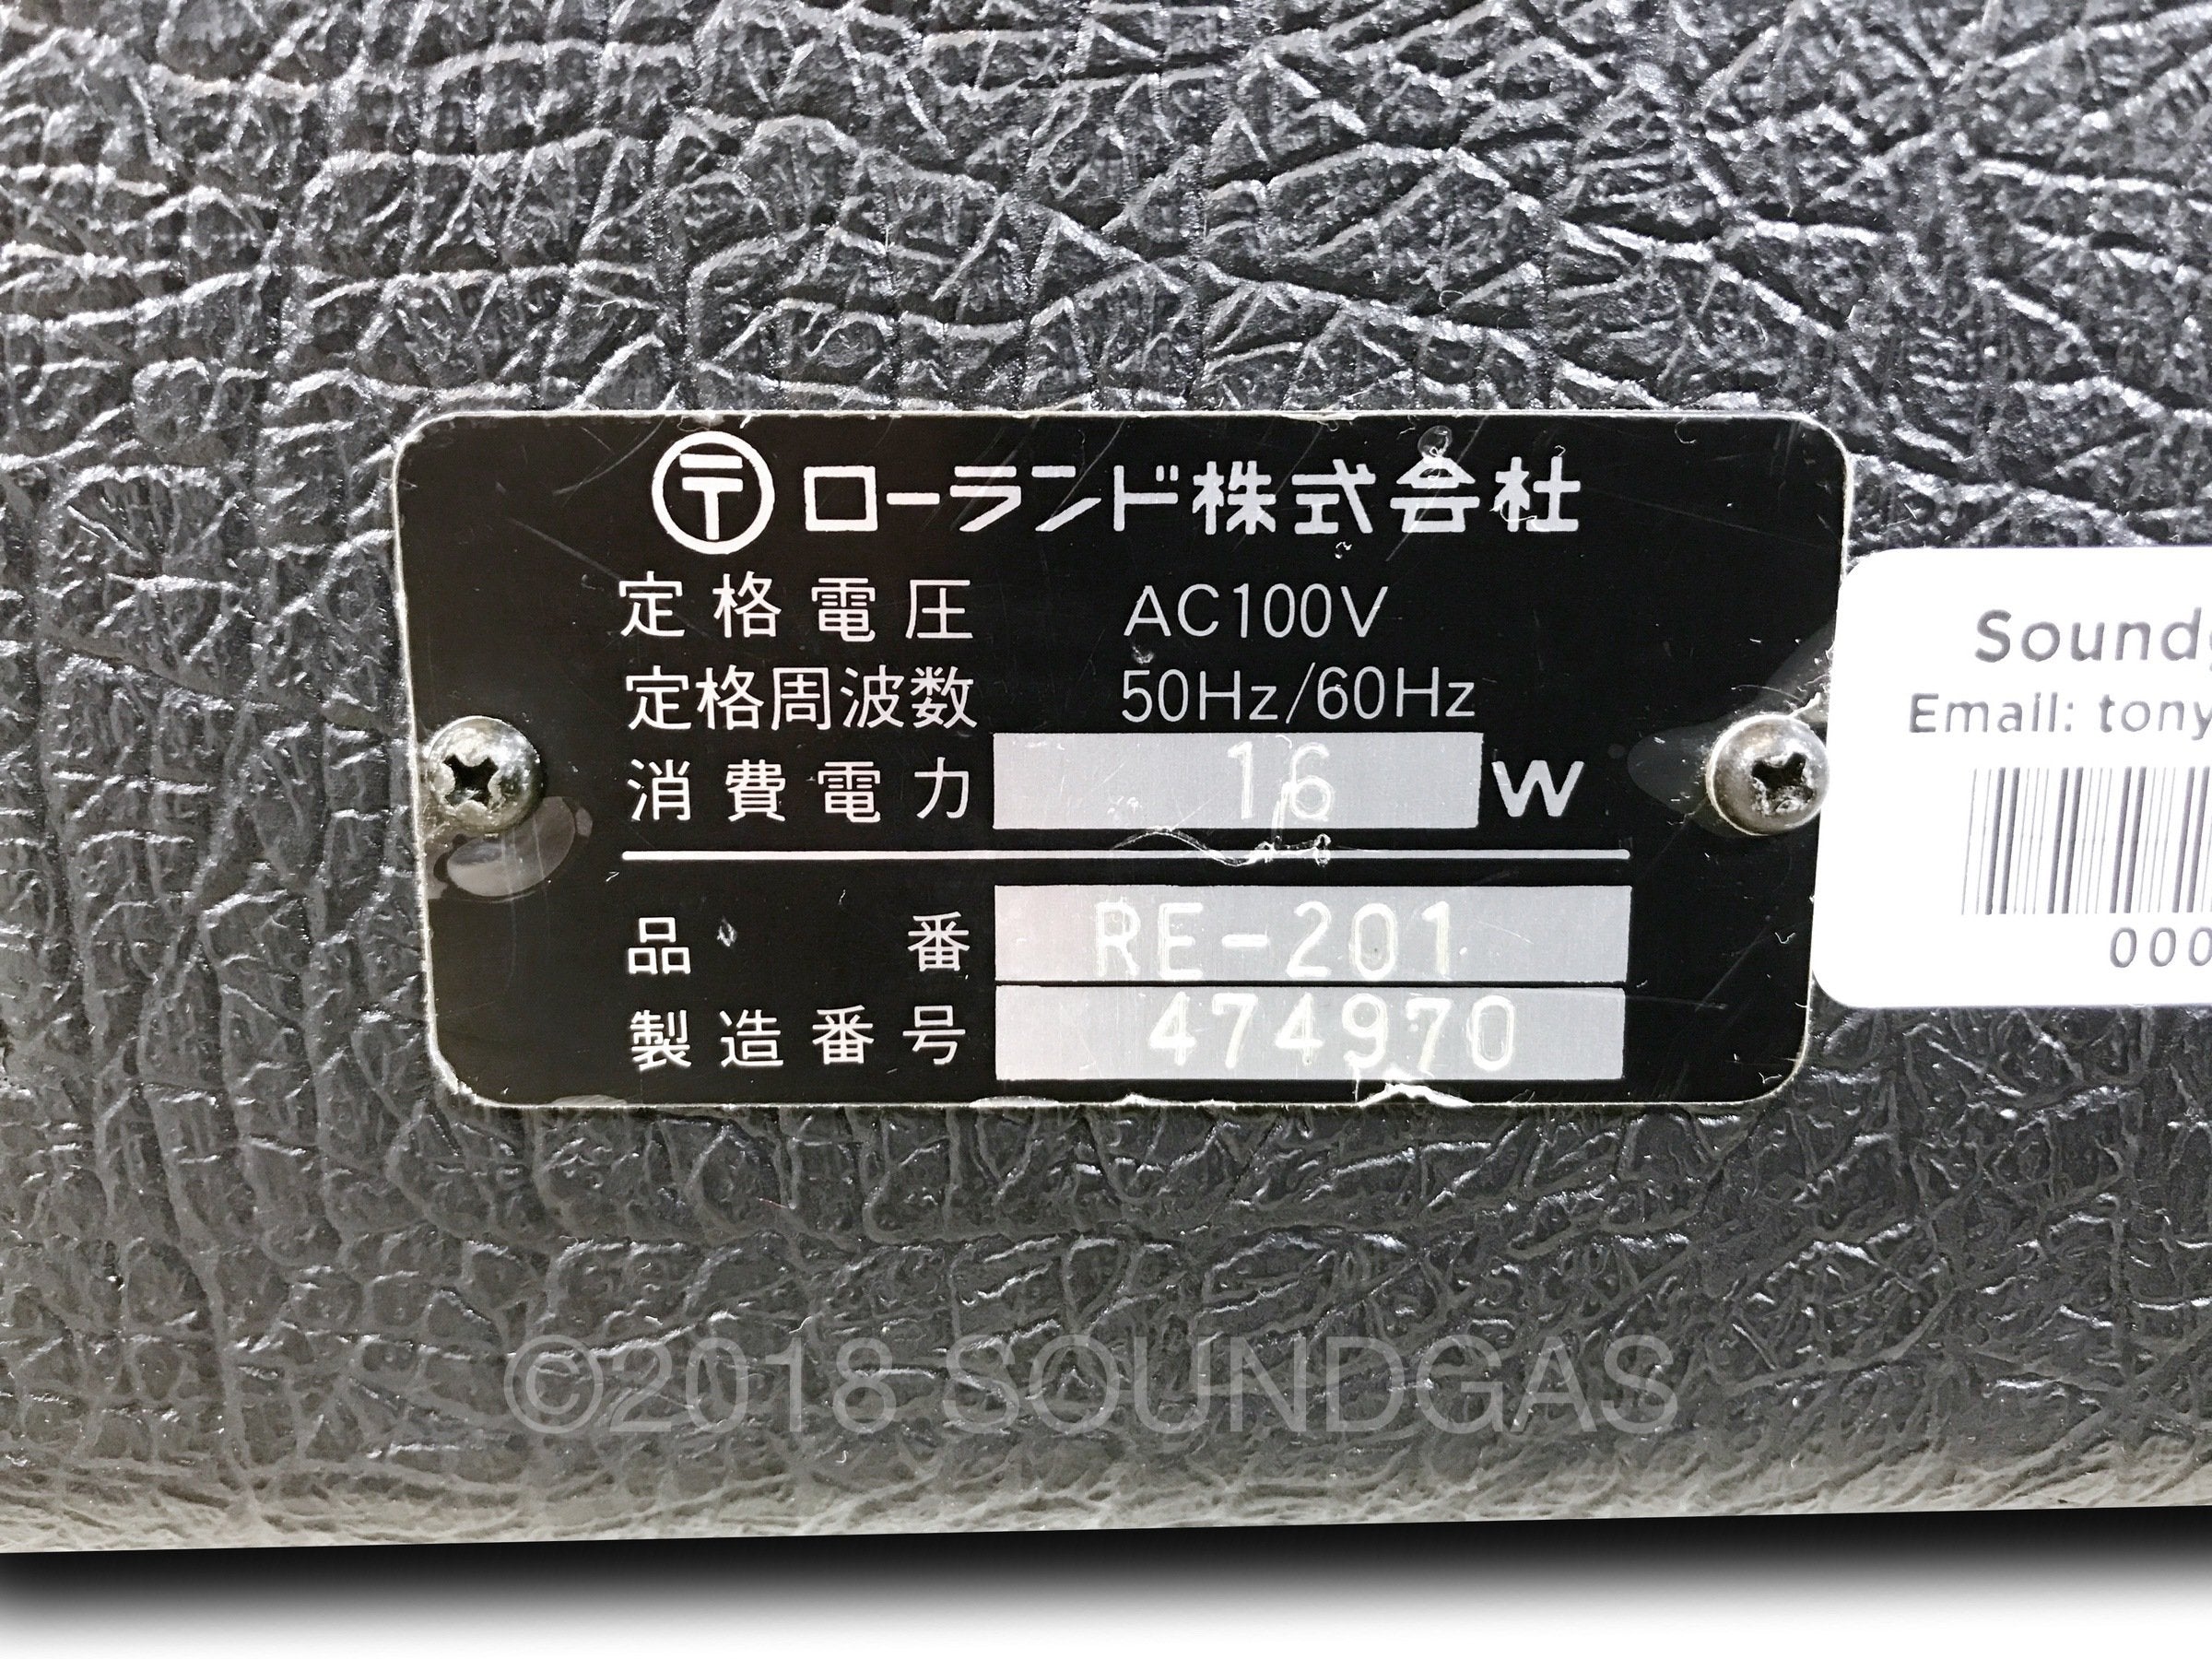 〒 ローランド株式会社
定格電圧 AC100V
定格周波数 50Hz/60Hz
消費電力 16 W
品番 RE-201
製造番号 474970
Email:
000
©2018 SOUNDGAS